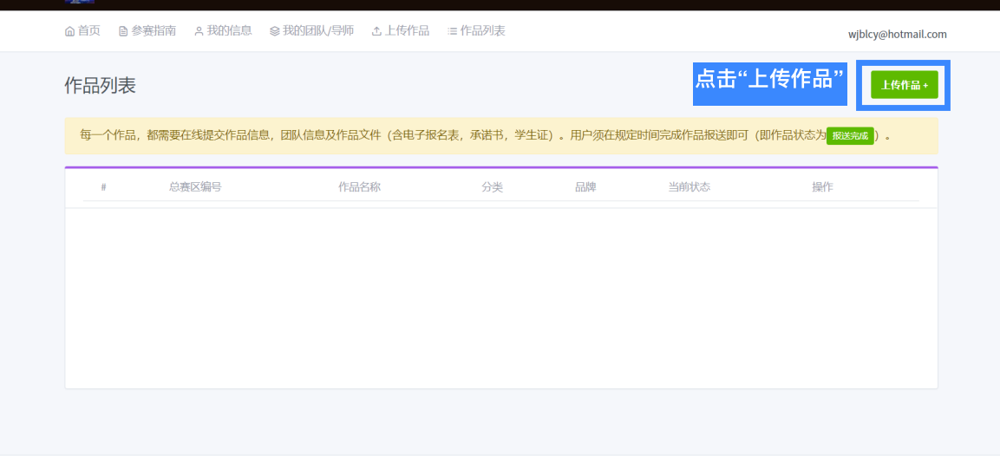 首页 参赛指南 我的信息 我的团队/导师 上传作品 作品列表
wjblcy@hotmail.com
作品列表
点击“上传作品”
上传作品 +
每一个作品，都需要在线提交作品信息，团队信息及作品文件（含电子报名表，承诺书，学生证）。用户须在规定时间完成作品报送即可（即作品状态为 报送完成 ）。
# 总赛区编号 作品名称 分类 品牌 当前状态 操作